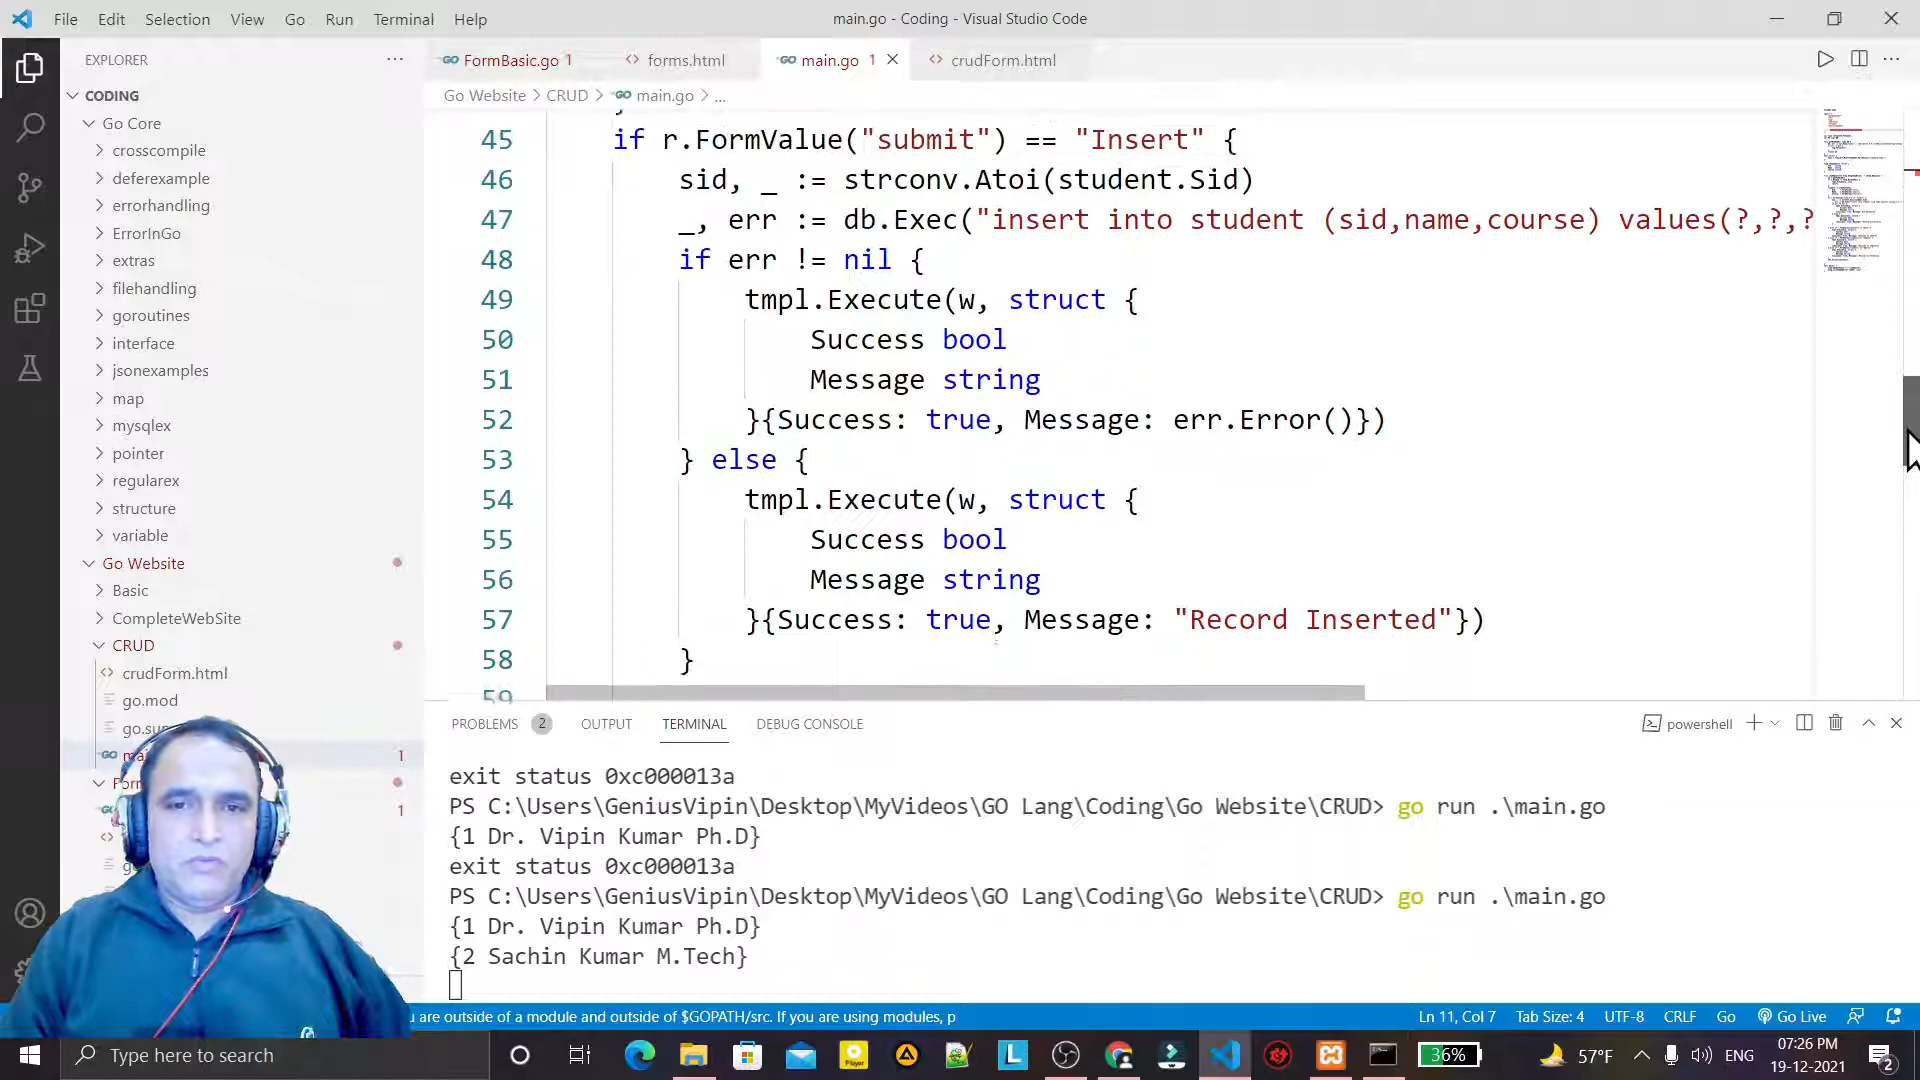 File Edit Selection View Go Run Terminal Help
main.go - Coding - Visual Studio Code
EXPLORER
FormBasic.go 1
forms.html
main.go 1
crudForm.html
CODING
Go Website > CRUD > main.go > ...
Go Core
crosscompile
deferexample
errorhandling
ErrorInGo
extras
filehandling
goroutines
interface
jsonexamples
map
mysqlex
pointer
regularex
structure
variable
Go Website
Basic
CompleteWebSite
CRUD
crudForm.html
go.mod
1
1
45 if r.FormValue("submit") == "Insert" {
46 sid, _ := strconv.Atoi(student.Sid)
47 _, err := db.Exec("insert into student (sid,name,course) values(?,?,?
48 if err != nil {
49 tmpl.Execute(w, struct {
50 Success bool
51 Message string
52 }{Success: true, Message: err.Error()})
53 } else {
54 tmpl.Execute(w, struct {
55 Success bool
56 Message string
57 }{Success: true, Message: "Record Inserted"})
58 }
59
PROBLEMS 2 OUTPUT TERMINAL DEBUG CONSOLE
powershell
exit status 0xc000013a
PS C:\Users\GeniusVipin\Desktop\MyVideos\GO Lang\Coding\Go Website\CRUD> go run .\main.go
{1 Dr. Vipin Kumar Ph.D}
exit status 0xc000013a
PS C:\Users\GeniusVipin\Desktop\MyVideos\GO Lang\Coding\Go Website\CRUD> go run .\main.go
{1 Dr. Vipin Kumar Ph.D}
{2 Sachin Kumar M.Tech}
are outside of a module and outside of $GOPATH/src. If you are using modules, p
Ln 11, Col 7 Tab Size: 4 UTF-8 CRLF Go Go Live
Type here to search
36%
57°F
ENG
07:26 PM
19-12-2021
2